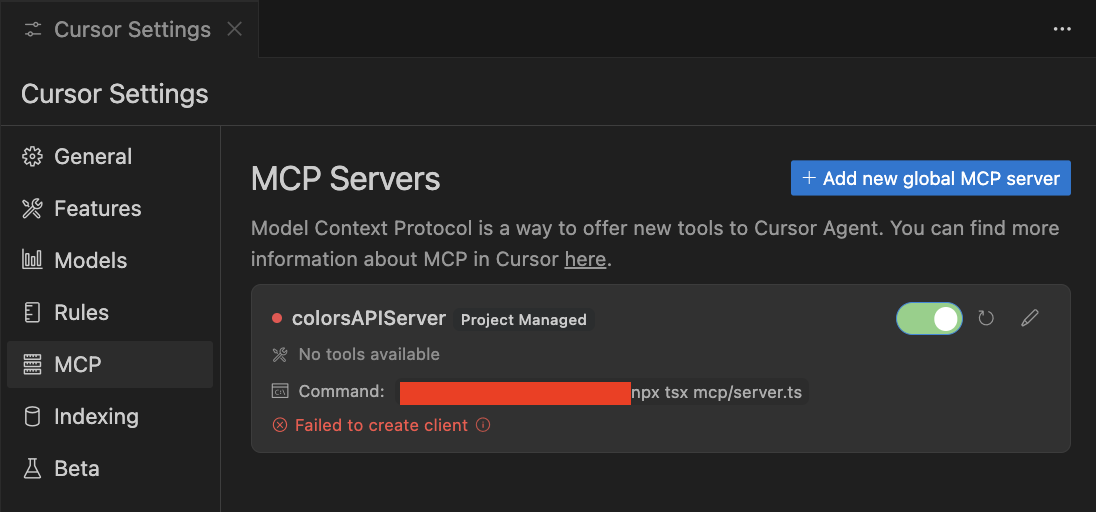 Cursor Settings
Cursor Settings
General
Features
Models
Rules
MCP
Indexing
Beta
MCP Servers
+ Add new global MCP server
Model Context Protocol is a way to offer new tools to Cursor Agent. You can find more
information about MCP in Cursor here.
colorsAPIServer Project Managed
No tools available
Command: npx tsx mcp/server.ts
Failed to create client